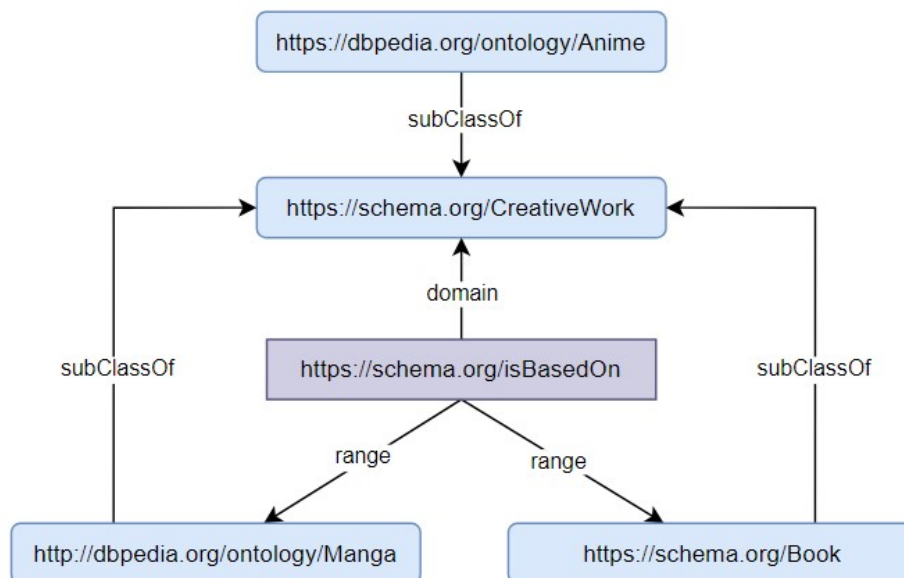 https://dbpedia.org/ontology/Anime
subClassOf
https://schema.org/CreativeWork
domain
https://schema.org/isBasedOn
subClassOf
subClassOf
range
range
http://dbpedia.org/ontology/Manga
https://schema.org/Book